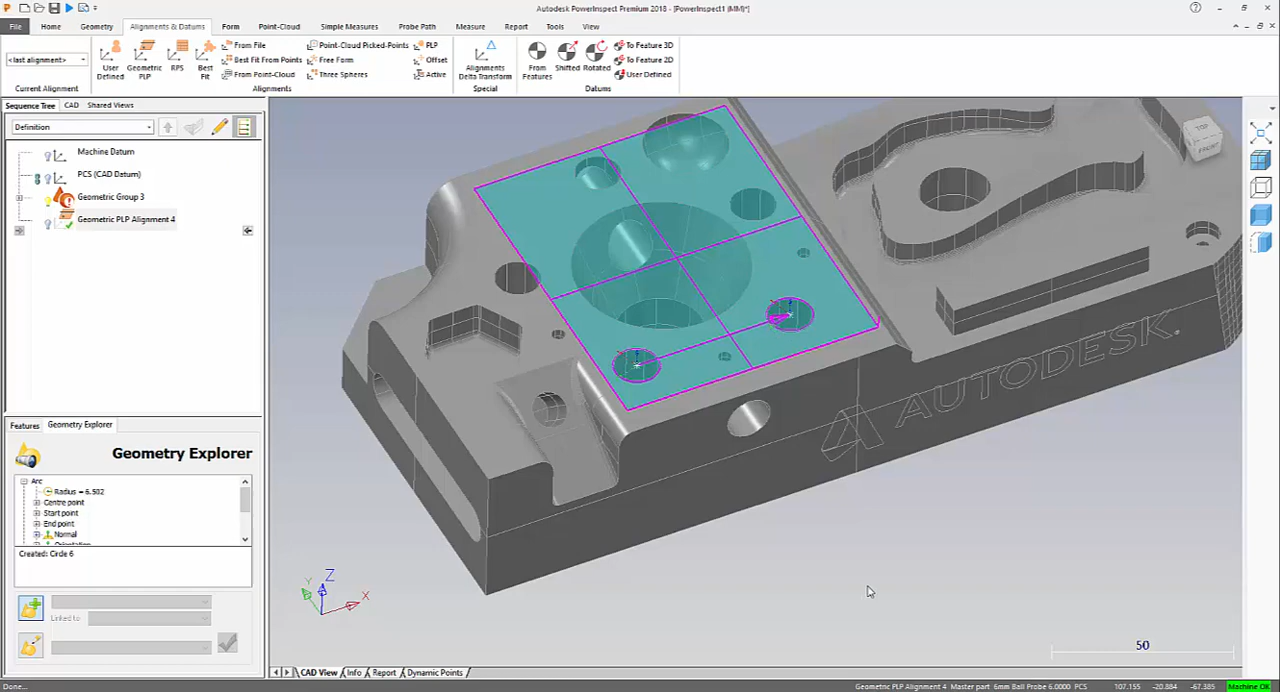 Autodesk PowerInspect Premium 2018 - [PowerInspect1 (MM)*]
File Home Geometry Alignments & Datums Form Point-Cloud Simple Measures Probe Path Measure Report Tools View
<last alignment>
Current Alignment
User Defined
Geometric PLP
RPS
Best Fit
From File
Best Fit From Points
From Point-Cloud
Point-Cloud Picked-Points
Free Form
Three Spheres
PLP
Offset
Active
Alignments
Alignments Delta Transform
Special
From Features
Shifted
Rotated
To Feature 3D
To Feature 2D
User Defined
Datums
Sequence Tree CAD Shared Views
Definition
Machine Datum
PCS (CAD Datum)
Geometric Group 3
Geometric PLP Alignment 4
Features Geometry Explorer
Geometry Explorer
Arc
Radius = 6.502
Centre point
Start point
End point
Normal
Created: Circle 6
Linked to
TOP
FRONT
AUTODESK.
Z
Y
X
50
CAD View Info Report Dynamic Points
Done... Geometric PLP Alignment 4 Master part 6mm Ball Probe 6.0000 PCS 107.155 -20.884 -67.385 Machine OK